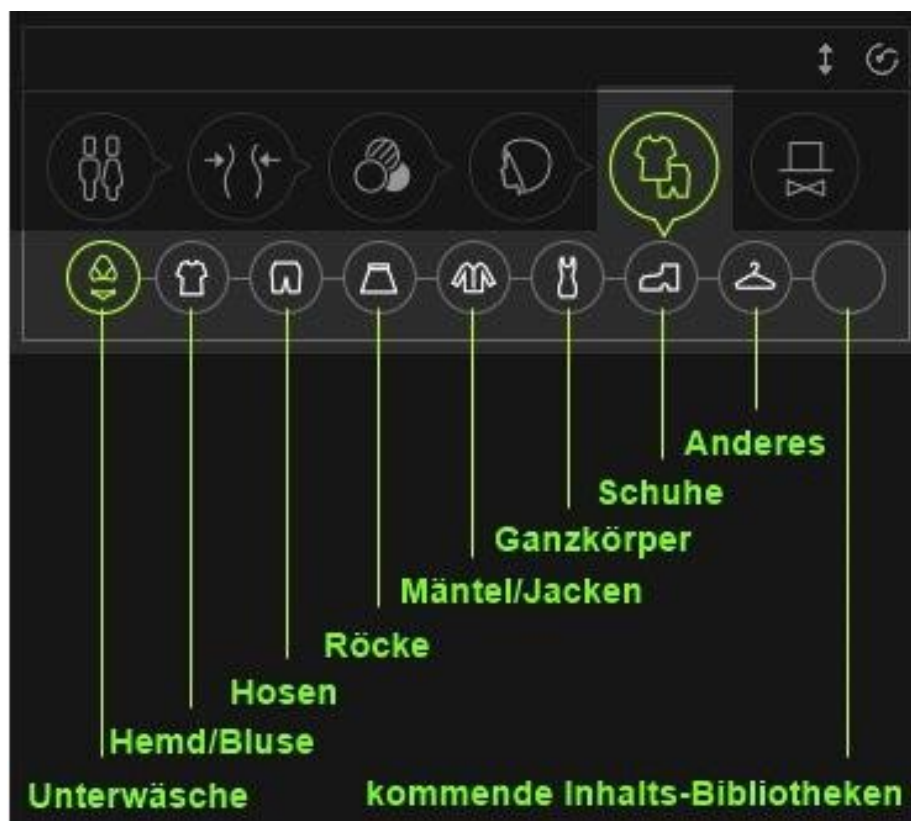 Anderes
Schuhe
Ganzkörper
Mäntel/Jacken
Röcke
Hosen
Hemd/Bluse
Unterwäsche
kommende Inhalts-Bibliotheken